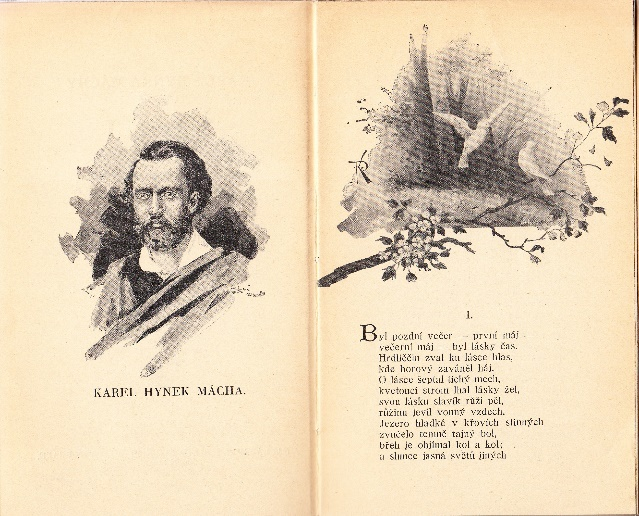 KAREL HYNEK MÁCHA.
1.
Byl pozdní večer – první máj –
večerní máj – byl lásky čas.
Hrdliččin zval ku lásce hlas,
kde borový zaváněl háj.
O lásce šeptal tichý mech,
kvetoucí strom lhal lásky žel,
svou lásku slavík růži pěl,
růžinu jevil vonný vzdech.
Jezero hladké v křovích stinných
zvučelo temně tajný bol,
břeh je objímal kol a kol;
a slunce jasná světů jiných